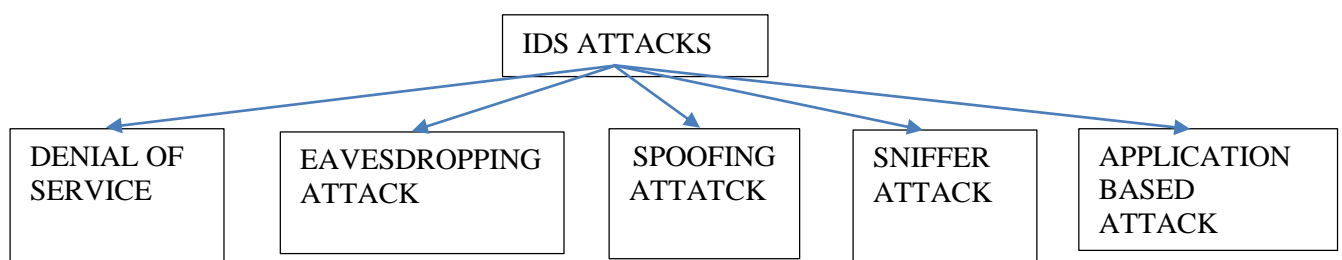 IDS ATTACKS
DENIAL OF
SERVICE
EAVESDROPPING
ATTACK
SPOOFING
ATTATCK
SNIFFER
ATTACK
APPLICATION
BASED
ATTACK